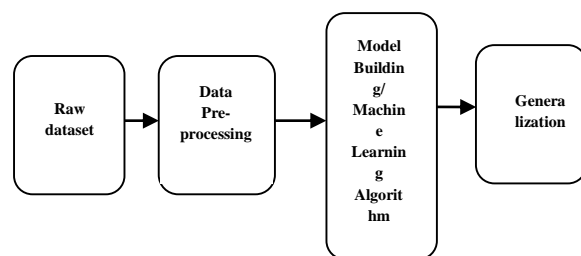 Raw
dataset
Data
Pre-
processing
Model
Buildin
g/
Machin
e
Learnin
g
Algorit
hm
Genera
lization